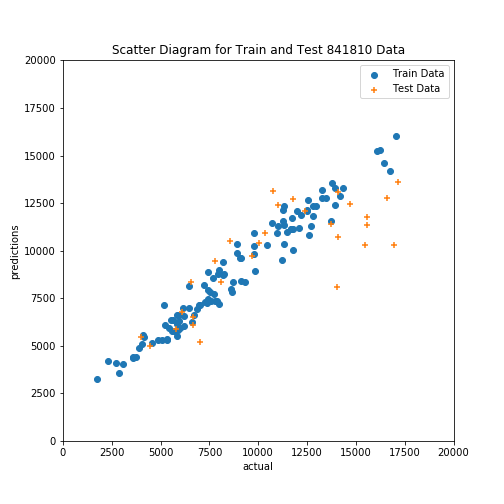 Scatter Diagram for Train and Test 841810 Data
Train Data
Test Data
20000
17500
15000
12500
10000
7500
5000
2500
0
predictions
0 2500 5000 7500 10000 12500 15000 17500 20000
actual